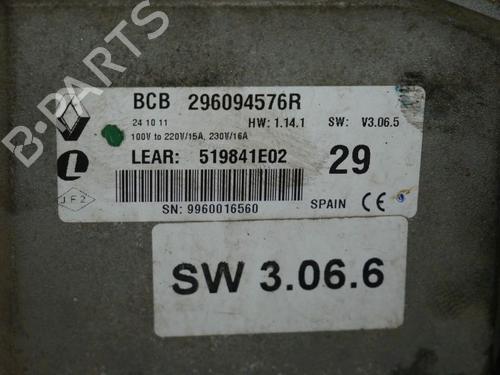 B-PARTS
BCB 296094576R
24 10 11 HW: 1.14.1 SW: V3.06.5
100V to 220V/15A, 230V/16A
LEAR: 519841E02 29
JF2
SN: 9960016560 SPAIN CE
SW 3.06.6